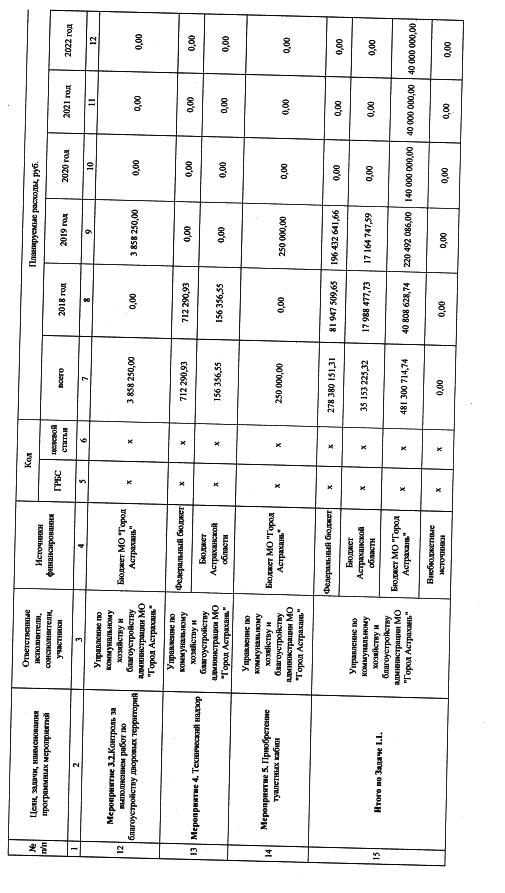 № п/п
Цели, задачи, наименования программных мероприятий
Ответственные исполнители, соисполнители, участники
Источники финансирования
Код
Планируемые расходы, руб.
ГРБС
целевой статьи
всего
2018 год
2019 год
2020 год
2021 год
2022 год
1 2 3 4 5 6 7 8 9 10 11 12
12
Мероприятие 3.2.Контроль за
выполнением работ по
благоустройству дворовых территорий
Управление по
коммунальному
хозяйству и
благоустройству
администрации МО
"Город Астрахань"
Бюджет МО "Город
Астрахань"
х х 3 858 250,00 0,00 3 858 250,00 0,00 0,00 0,00
13
Мероприятие 4. Технический надзор
Управление по
коммунальному
хозяйству и
благоустройству
администрации МО
"Город Астрахань"
Федеральный бюджет
х х 712 290,93 712 290,93 0,00 0,00 0,00 0,00
Бюджет
Астраханской
области
х х 156 356,55 156 356,55 0,00 0,00 0,00 0,00
14
Мероприятие 5. Приобретение
туалетных кабин
Управление по
коммунальному
хозяйству и
благоустройству
администрации МО
"Город Астрахань"
Бюджет МО "Город
Астрахань"
х х 250 000,00 0,00 250 000,00 0,00 0,00 0,00
15
Итого по Задаче 1.1.
Управление по
коммунальному
хозяйству и
благоустройству
администрации МО
"Город Астрахань"
Федеральный бюджет
х х 278 380 151,31 81 947 509,65 196 432 641,66 0,00 0,00 0,00
Бюджет
Астраханской
области
х х 35 153 225,32 17 988 477,73 17 164 747,59 0,00 0,00 0,00
Бюджет МО "Город
Астрахань"
х х 481 300 714,74 40 808 628,74 220 492 086,00 140 000 000,00 40 000 000,00 40 000 000,00
Внебюджетные
источники
х х 0,00 0,00 0,00 0,00 0,00 0,00